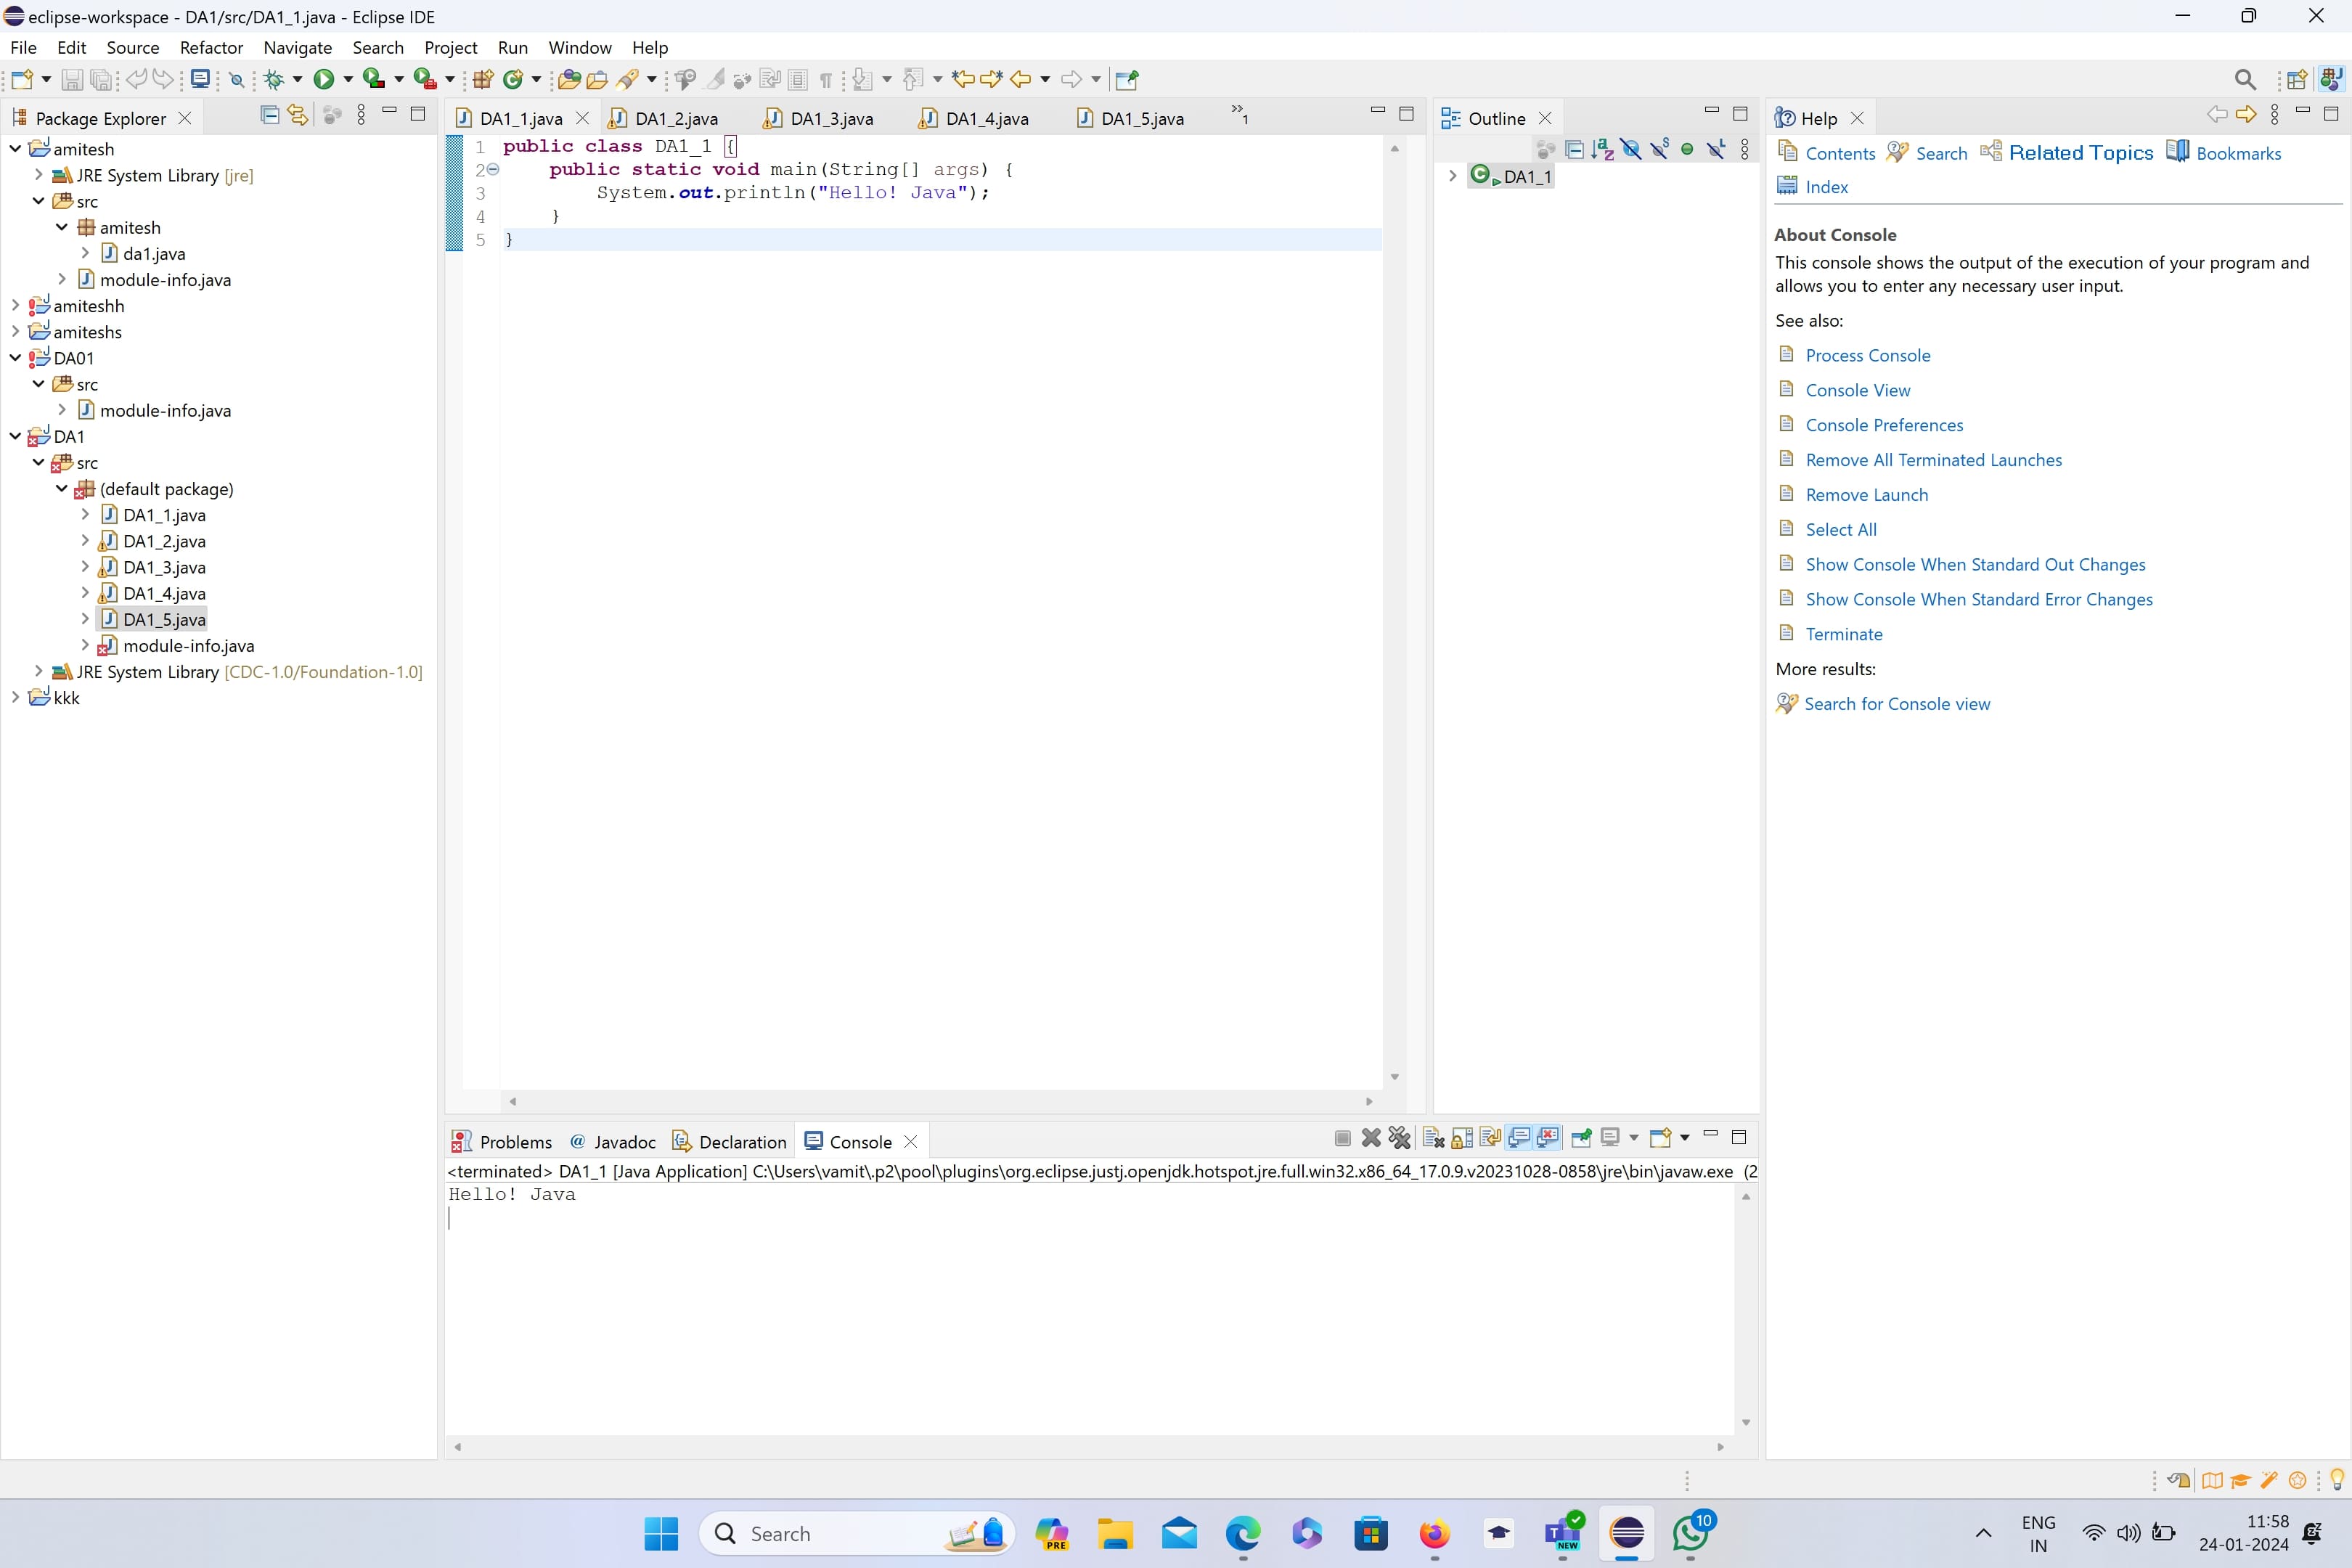 eclipse-workspace - DA1/src/DA1_1.java - Eclipse IDE
File Edit Source Refactor Navigate Search Project Run Window Help
Package Explorer
amitesh
JRE System Library [jre]
src
amitesh
da1.java
module-info.java
amiteshh
amiteshs
DA01
src
module-info.java
DA1
src
(default package)
DA1_1.java
DA1_2.java
DA1_3.java
DA1_4.java
DA1_5.java
module-info.java
JRE System Library [CDC-1.0/Foundation-1.0]
kkk
DA1_1.java DA1_2.java DA1_3.java DA1_4.java DA1_5.java »1
1 public class DA1_1 {
2 public static void main(String[] args) {
3 System.out.println("Hello! Java");
4 }
5 }
Outline
DA1_1
Help
Contents Search Related Topics Bookmarks
Index
About Console
This console shows the output of the execution of your program and
allows you to enter any necessary user input.
See also:
Process Console
Console View
Console Preferences
Remove All Terminated Launches
Remove Launch
Select All
Show Console When Standard Out Changes
Show Console When Standard Error Changes
Terminate
More results:
Search for Console view
Problems @ Javadoc Declaration Console
<terminated> DA1_1 [Java Application] C:\Users\vamit\.p2\pool\plugins\org.eclipse.justj.openjdk.hotspot.jre.full.win32.x86_64_17.0.9.v20231028-0858\jre\bin\javaw.exe (2
Hello! Java
Search
PRE
NEW
10
ENG
IN
11:58
24-01-2024